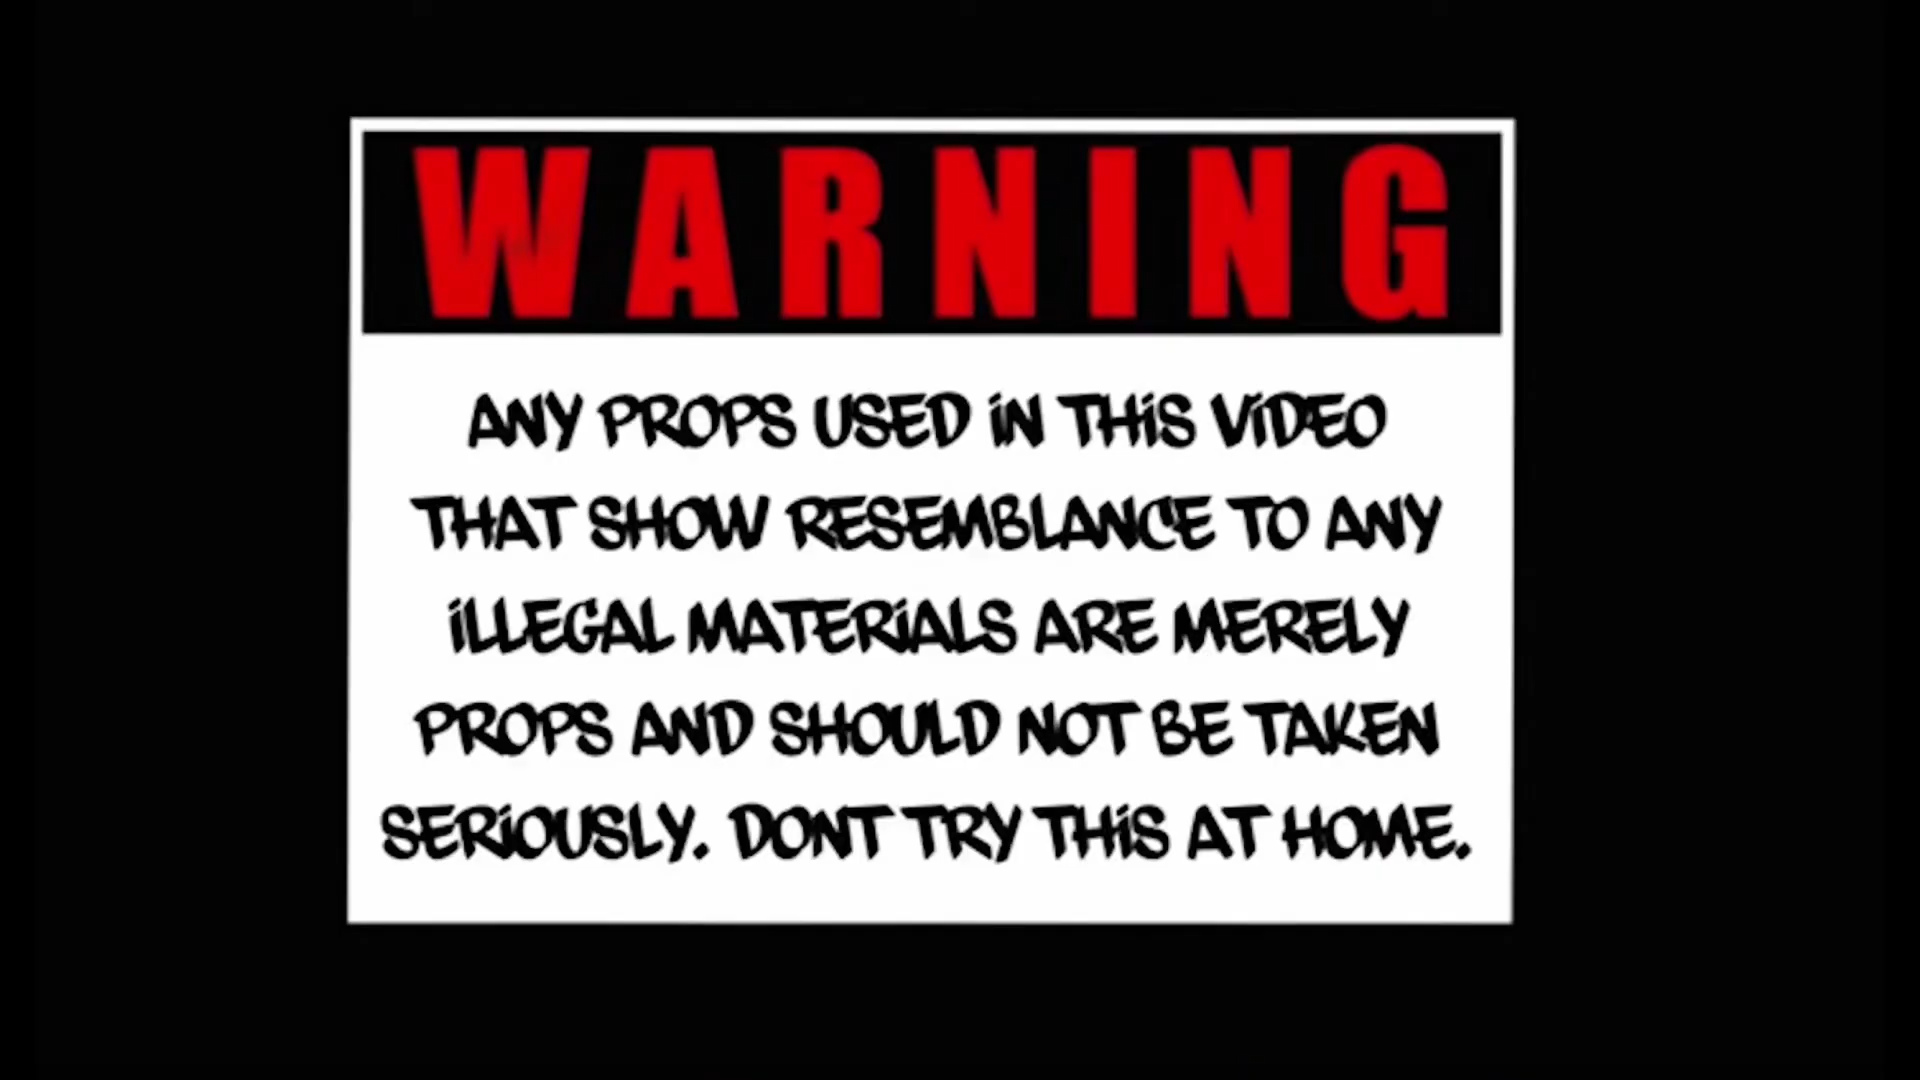 WARNING
ANY PROPS USED iN THiS ViDEO
THAT SHOW RESEMBLANCE TO ANY
iLLEGAL MATERiALS ARE MERELY
PROPS AND SHOULD NOT BE TAKEN
SERiOUSLY. DONT TRY THiS AT HOME.